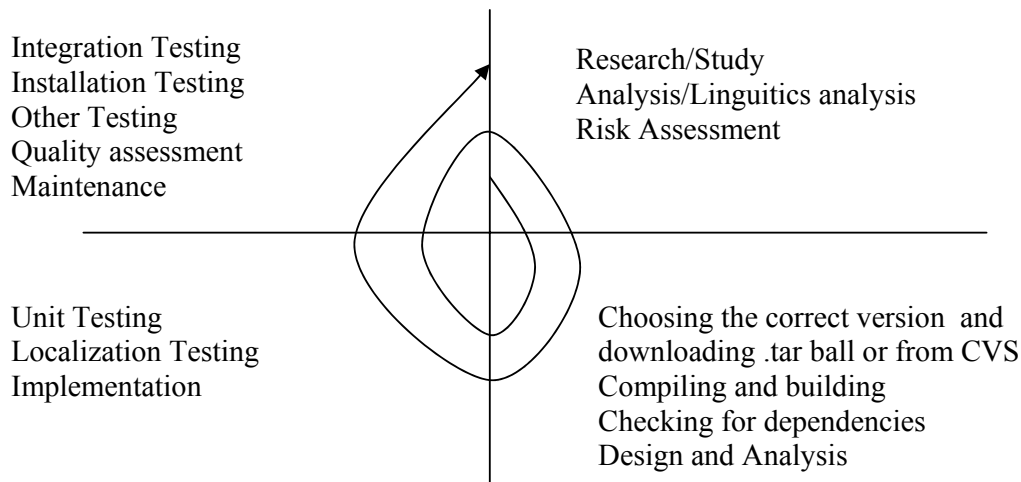 Integration Testing
Installation Testing
Other Testing
Quality assessment
Maintenance
Research/Study
Analysis/Linguitics analysis
Risk Assessment
Unit Testing
Localization Testing
Implementation
Choosing the correct version and
downloading .tar ball or from CVS
Compiling and building
Checking for dependencies
Design and Analysis